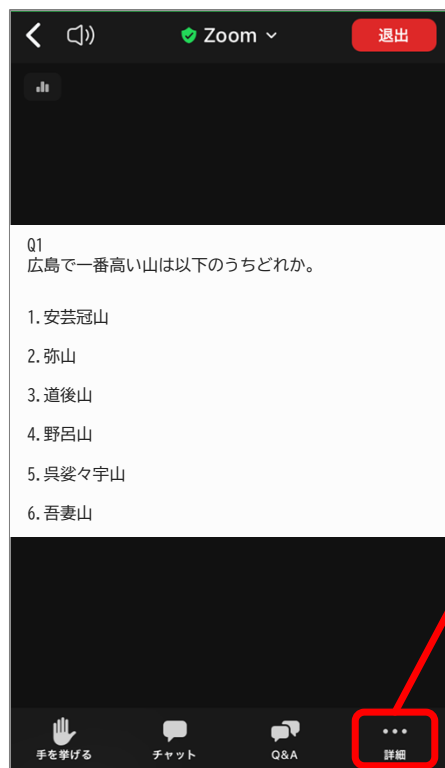 Zoom
退出
Q1
広島で一番高い山は以下のうちどれか。
1.安芸冠山
2.弥山
3.道後山
4.野呂山
5.呉娑々宇山
6.吾妻山
手を挙げる
チャット
Q&A
詳細